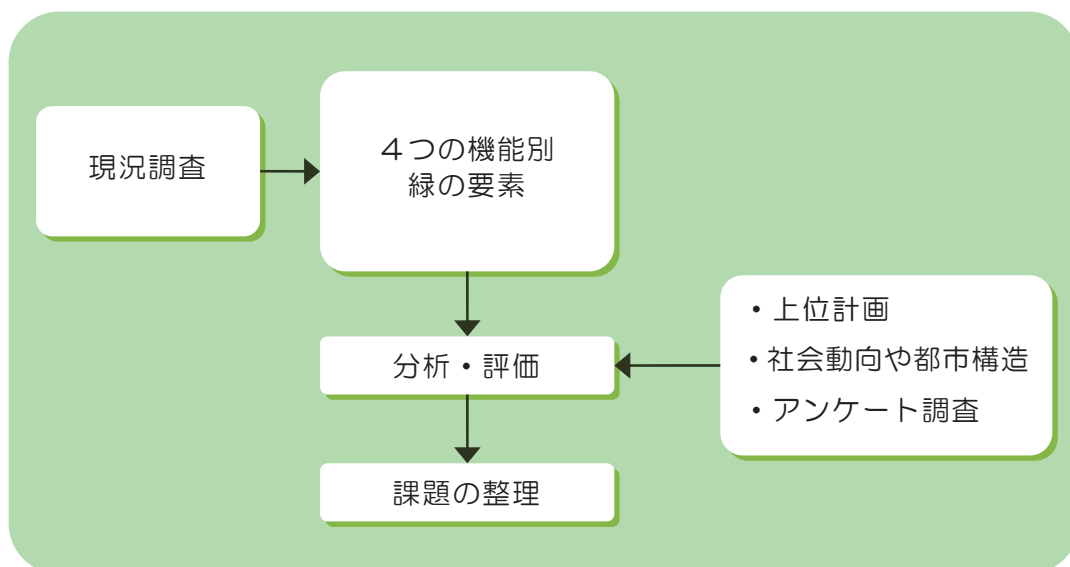 現況調査
４つの機能別
緑の要素
分析・評価
・上位計画
・社会動向や都市構造
・アンケート調査
課題の整理